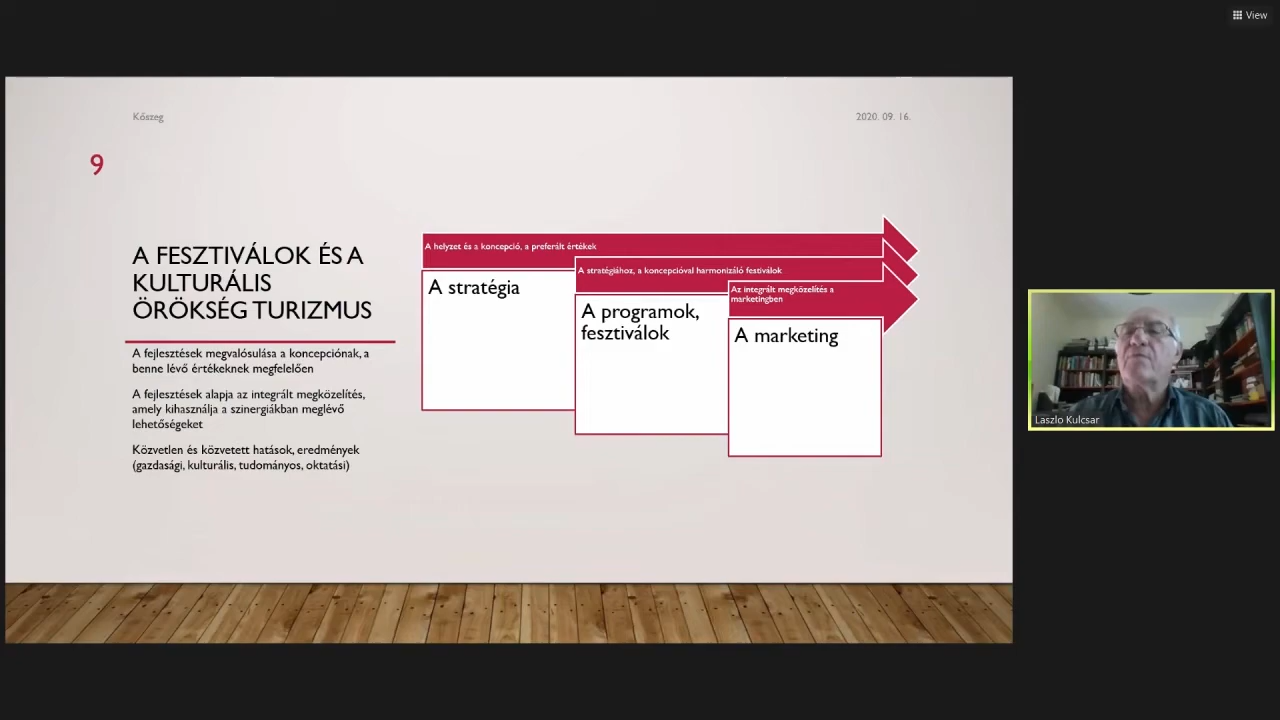 View
Kőszeg
2020. 09. 16.
9
A FESZTIVÁLOK ÉS A
KULTURÁLIS
ÖRÖKSÉG TURIZMUS
A fejlesztések megvalósulása a koncepciónak, a
benne lévő értékeknek megfelelően
A fejlesztések alapja az integrált megközelítés,
amely kihasználja a szinergiákban meglévő
lehetőségeket
Közvetlen és közvetett hatások, eredmények
(gazdasági, kulturális, tudományos, oktatási)
A helyzet és a koncepció, a preferált értékek
A stratégia
A stratégiához, a koncepcióval harmonizáló festiválok
A programok,
fesztiválok
Az integrált megközelítés a
marketingben
A marketing
Laszlo Kulcsar